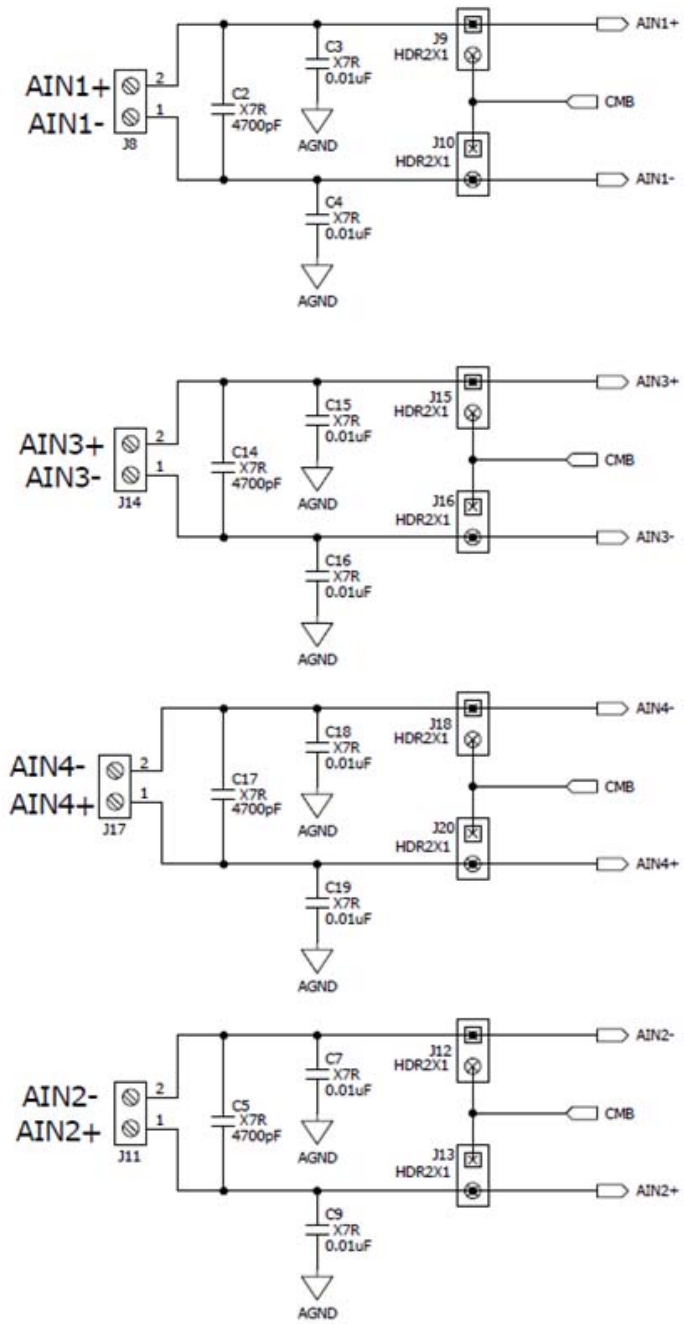 J9
HDR2X1
AIN1+
C3
X7R
0.01uF
AIN1+
AIN1-
2
1
J8
C2
X7R
4700pF
AGND
CMB
J10
HDR2X1
AIN1-
C4
X7R
0.01uF
AGND
AIN3+
J15
HDR2X1
C15
X7R
0.01uF
AIN3+
AIN3-
2
1
J14
C14
X7R
4700pF
AGND
CMB
J16
HDR2X1
AIN3-
C16
X7R
0.01uF
AGND
AIN4-
J18
HDR2X1
C18
X7R
0.01uF
AIN4-
AIN4+
2
1
J17
C17
X7R
4700pF
AGND
CMB
J20
HDR2X1
AIN4+
C19
X7R
0.01uF
AGND
AIN2-
J12
HDR2X1
C7
X7R
0.01uF
AIN2-
AIN2+
2
1
J11
C5
X7R
4700pF
AGND
CMB
J13
HDR2X1
AIN2+
C9
X7R
0.01uF
AGND